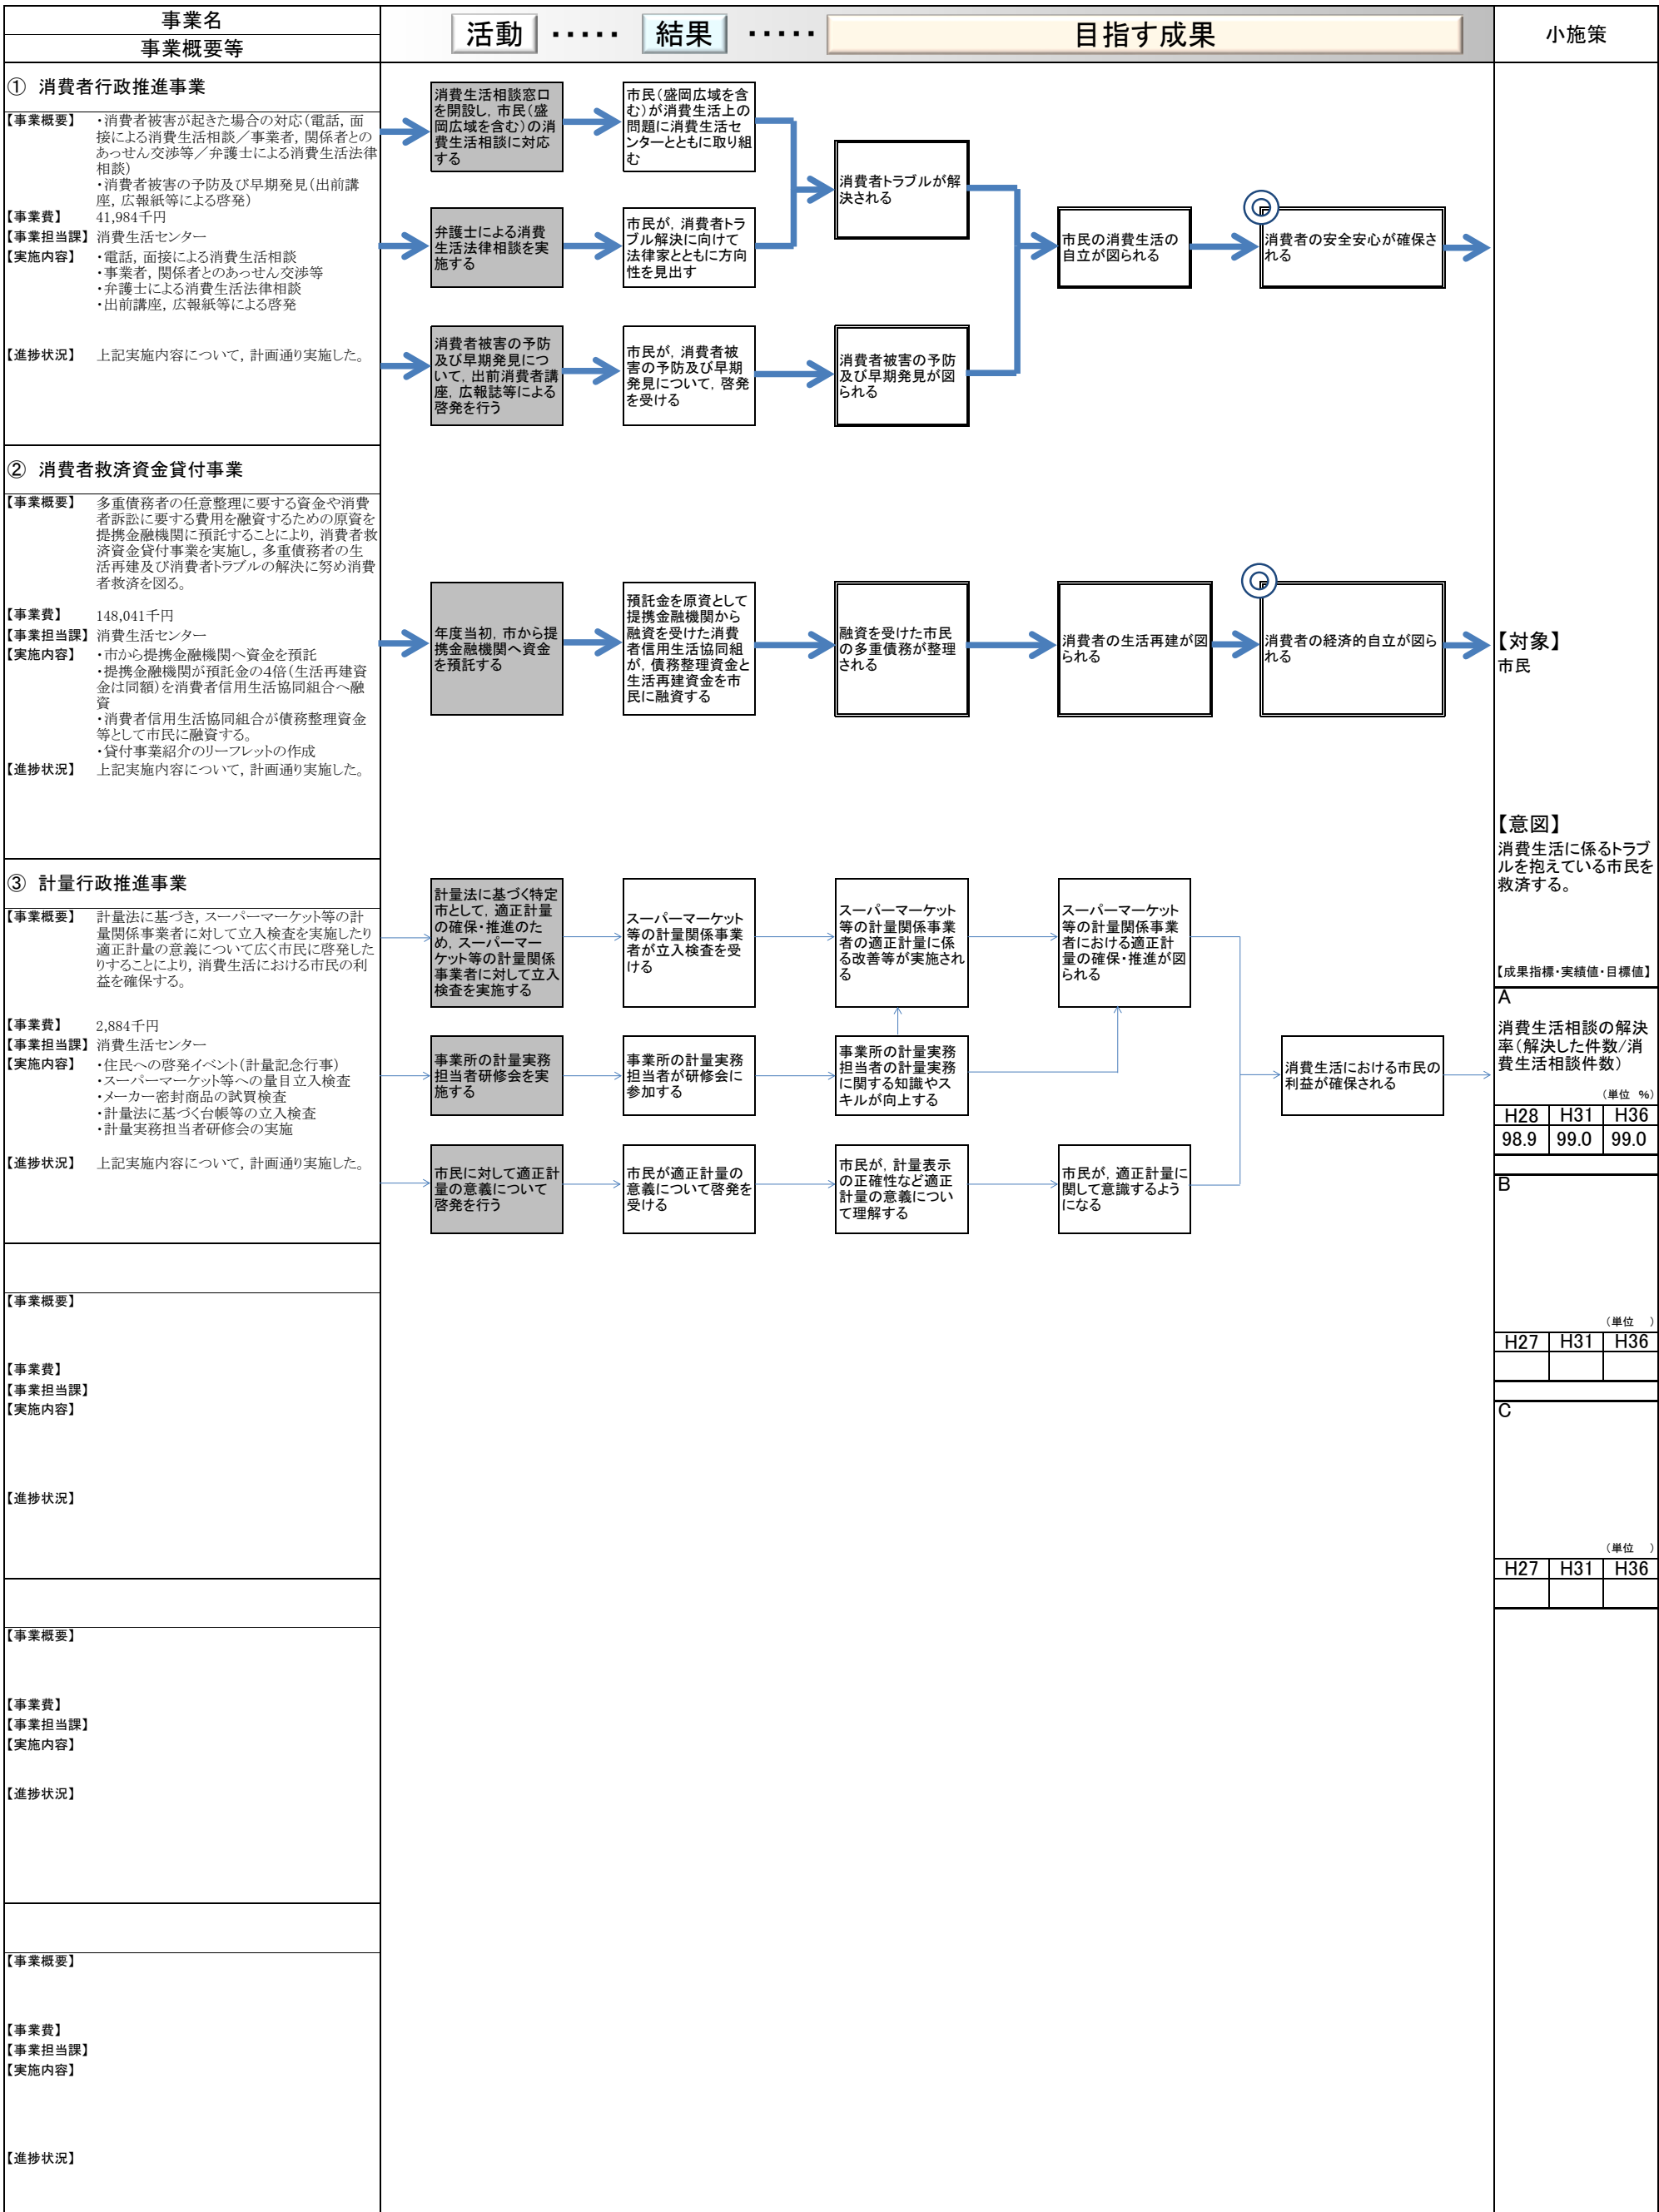 事業名
事業概要等
活動 ・・・・・ 結果 ・・・・・ 目指す成果
小施策
① 消費者行政推進事業
【事業概要】 ・消費者被害が起きた場合の対応（電話，面
接による消費生活相談／事業者，関係者との
あっせん交渉等／弁護士による消費生活法律
相談）
・消費者被害の予防及び早期発見（出前講
座，広報紙等による啓発）
【事業費】 41,984千円
【事業担当課】 消費生活センター
【実施内容】 ・電話，面接による消費生活相談
・事業者，関係者とのあっせん交渉等
・弁護士による消費生活法律相談
・出前講座，広報紙等による啓発
【進捗状況】 上記実施内容について，計画通り実施した。
消費生活相談窓口
を開設し，市民（盛
岡広域を含む）の消
費生活相談に対応
する
市民（盛岡広域を含
む）が消費生活上の
問題に消費生活セ
ンターとともに取り組
む
消費者トラブルが解
決される
弁護士による消費
生活法律相談を実
施する
市民が，消費者トラ
ブル解決に向けて
法律家とともに方向
性を見出す
市民の消費生活の
自立が図られる
消費者の安全安心が確保さ
れる
消費者被害の予防
及び早期発見につ
いて，出前消費者講
座，広報誌等による
啓発を行う
市民が，消費者被
害の予防及び早期
発見について，啓発
を受ける
消費者被害の予防
及び早期発見が図
られる
② 消費者救済資金貸付事業
【事業概要】 多重債務者の任意整理に要する資金や消費
者訴訟に要する費用を融資するための原資を
提携金融機関に預託することにより，消費者救
済資金貸付事業を実施し，多重債務者の生
活再建及び消費者トラブルの解決に努め消費
者救済を図る。
【事業費】 148,041千円
【事業担当課】 消費生活センター
【実施内容】 ・市から提携金融機関へ資金を預託
・提携金融機関が預託金の4倍（生活再建資
金は同額）を消費者信用生活協同組合へ融
資
・消費者信用生活協同組合が債務整理資金
等として市民に融資する。
・貸付事業紹介のリーフレットの作成
【進捗状況】 上記実施内容について，計画通り実施した。
年度当初，市から提
携金融機関へ資金
を預託する
預託金を原資として
提携金融機関から
融資を受けた消費
者信用生活協同組
が，債務整理資金と
生活再建資金を市
民に融資する
融資を受けた市民
の多重債務が整理
される
消費者の生活再建が図
られる
消費者の経済的自立が図ら
れる
【対象】
市民
【意図】
消費生活に係るトラブ
ルを抱えている市民を
救済する。
③ 計量行政推進事業
【事業概要】 計量法に基づき，スーパーマーケット等の計
量関係事業者に対して立入検査を実施したり
適正計量の意義について広く市民に啓発した
りすることにより，消費生活における市民の利
益を確保する。
【事業費】 2,884千円
【事業担当課】 消費生活センター
【実施内容】 ・住民への啓発イベント（計量記念行事）
・スーパーマーケット等への量目立入検査
・メーカー密封商品の試買検査
・計量法に基づく台帳等の立入検査
・計量実務担当者研修会の実施
【進捗状況】 上記実施内容について，計画通り実施した。
計量法に基づく特定
市として，適正計量
の確保・推進のた
め，スーパーマー
ケット等の計量関係
事業者に対して立入
検査を実施する
スーパーマーケット
等の計量関係事業
者が立入検査を受
ける
スーパーマーケット
等の計量関係事業
者の適正計量に係
る改善等が実施され
る
スーパーマーケット
等の計量関係事業
者における適正計
量の確保・推進が図
られる
事業所の計量実務
担当者研修会を実
施する
事業所の計量実務
担当者が研修会に
参加する
事業所の計量実務
担当者の計量実務
に関する知識やス
キルが向上する
消費生活における市民の
利益が確保される
市民に対して適正計
量の意義について
啓発を行う
市民が適正計量の
意義について啓発を
受ける
市民が，計量表示
の正確性など適正
計量の意義につい
て理解する
市民が，適正計量に
関して意識するよう
になる
【成果指標・実績値・目標値】
A
消費生活相談の解決
率（解決した件数/消
費生活相談件数）
（単位 %）
H28 H31 H36
98.9 99.0 99.0
B
（単位 ）
H27 H31 H36
C
（単位 ）
H27 H31 H36
【事業概要】
【事業費】
【事業担当課】
【実施内容】
【進捗状況】
【事業概要】
【事業費】
【事業担当課】
【実施内容】
【進捗状況】
【事業概要】
【事業費】
【事業担当課】
【実施内容】
【進捗状況】